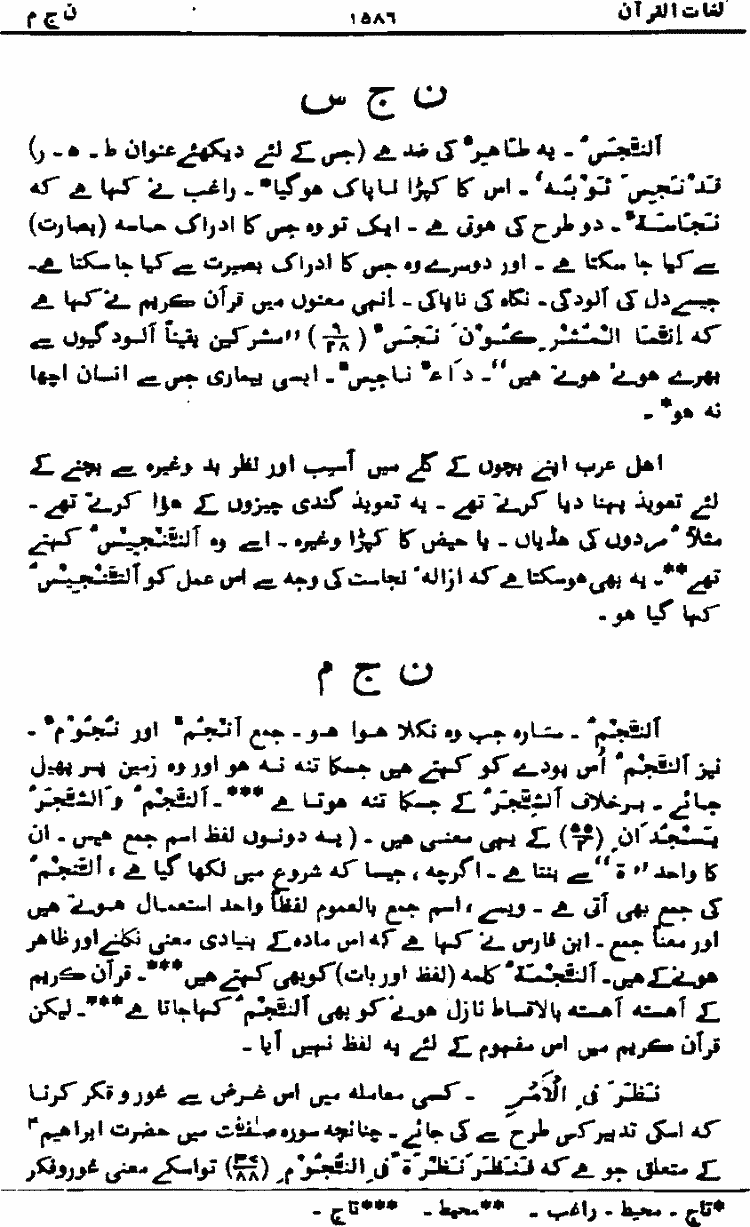 لغات القرآن ۱۵۸۶ ن ج م
ن ج س
اَلنَّجَسُ ۔ یہ طَاھِرٌ کی ضد ہے (جس کے لئے دیکھئے عنوان ط ۔ ہ ۔ ر)
قَدْ نَجِسَ ثَوْبُہٗ ۔ اس کا کپڑا ناپاک ہوگیا* ۔ راغب نے کہا ہے کہ
نَجَاسَۃٌ ۔ دو طرح کی ہوتی ہے ۔ ایک تو وہ جس کا ادراک حاسہ (بصارت)
سے کیا جا سکتا ہے ۔ اور دوسرے وہ جس کا ادراک بصیرت سے کیا جا سکتا ہے۔
جیسے دل کی آلودگی ۔ نگاہ کی ناپاکی ۔ انہی معنوں میں قرآن کریم نے کہا ہے
کہ اِنَّمَا الْمُشْرِکُوْنَ نَجَسٌ (۹/۲۸) ’’مشرکین یقیناً آلودگیوں سے
بھرے ہوئے ہوتے ہیں‘‘۔ دَاءٌ نَاجِسٌ ۔ ایسی بیماری جس سے انسان اچھا
نہ ہو* ۔
اہل عرب اپنے بچوں کے گلے میں آسیب اور نظر بد وغیرہ سے بچنے کے
لئے تعویذ پہنا دیا کرتے تھے ۔ یہ تعویذ گندی چیزوں کے ہوا کرتے تھے ۔
مثلاً مردوں کی ہڈیاں ۔ یا حیض کا کپڑا وغیرہ ۔ اسے وہ اَلتَّنْجِیْسُ کہتے
تھے** ۔ یہ بھی ہوسکتا ہے کہ ازالہ ٔ نجاست کی وجہ سے اس عمل کو اَلتَّنْجِیْسُ
کہا گیا ہو ۔
ن ج م
اَلنَّجْمُ ۔ ستارہ جب وہ نکلا ہوا ہو ۔ جمع اَنْجُمٌ اور نُجُوْمٌ ۔
نیز اَلنَّجْمُ اُس پودے کو کہتے ہیں جسکا تنہ نہ ہو اور وہ زمین پر پھیل
جائے ۔ برخلاف اَلشَّجَرُ کے جسکا تنہ ہوتا ہے *** ۔ اَلنَّجْمُ وَالشَّجَرُ
یَسْجُدَانِ (۵۵/۶) کے یہی معنی ہیں ۔ (یہ دونوں لفظ اسم جمع ہیں ۔ ان
کا واحد ’’ ۃ ‘‘ سے بنتا ہے ۔ اگرچہ ، جیسا کہ شروع میں لکھا گیا ہے ، اَلنَّجْمُ
کی جمع بھی آتی ہے ۔ ویسے ، اسم جمع بالعموم لفظاً واحد استعمال ہوتے ہیں
اور معناً جمع ۔ ابن فارس نے کہا ہے کہ اس مادہ کے بنیادی معنی نکلنے اور ظاہر
ہونے کے ہیں۔ اَلنَّجْمَۃُ کلمہ (لفظ اور بات) کو بھی کہتے ہیں*** ۔ قرآن کریم
کے آہستہ آہستہ بالاقساط نازل ہونے کو بھی اَلنَّجْمُ کہا جاتا ہے*** ۔ لیکن
قرآن کریم میں اس مفہوم کے لئے یہ لفظ نہیں آیا ۔
نَظَرَ فِی الْاَمْرِ ۔ کسی معاملہ میں اس غرض سے غور و فکر کرنا
کہ اسکی تدبیر کس طرح سے کی جائے ۔ چنانچہ سورہ صٰفّٰت میں حضرت ابراھیمؑ
کے متعلق جو ہے کہ فَنَظَرَ نَظْرَۃً فِی النُّجُوْمِ (۳۷/۸۸) تو اسکے معنی غور و فکر
*تاج ۔ محیط ۔ راغب ۔ **محیط ۔ ***تاج ۔